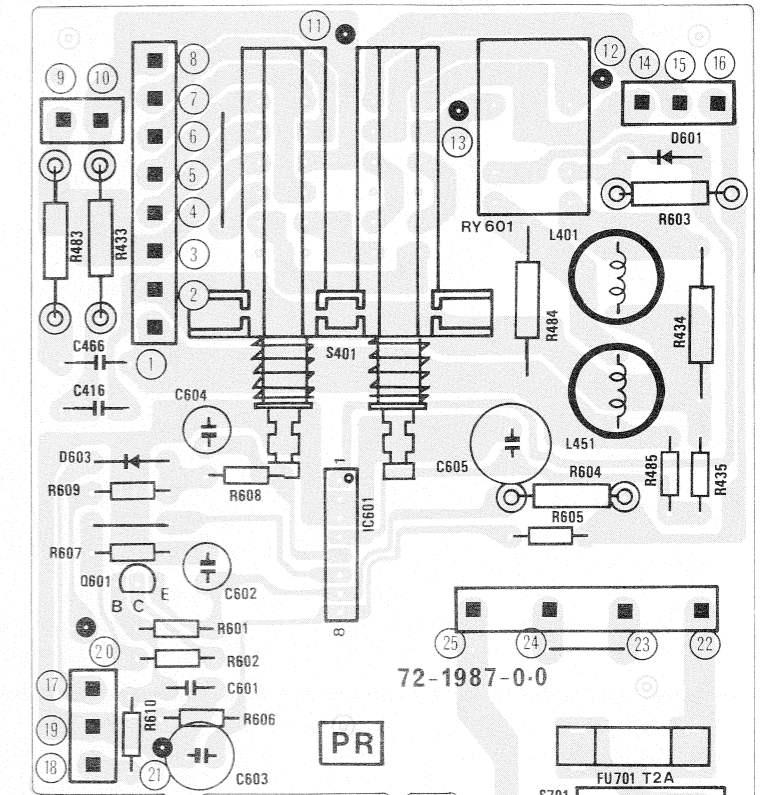 11
8
12
9
10
14
15
16
7
6
13
D601
5
R603
4
RY 601
L401
R483
R433
3
2
R484
R434
S401
C466
1
C416
C604
L451
D603
C605
R604
R485
R435
R609
R608
1
IC601
R605
R607
Q601
B C E
C602
8
R601
20
R602
25
24
23
22
17
C601
72-1987-0·0
R610
R606
19
PR
18
21
C603
FU701 T2A
S701